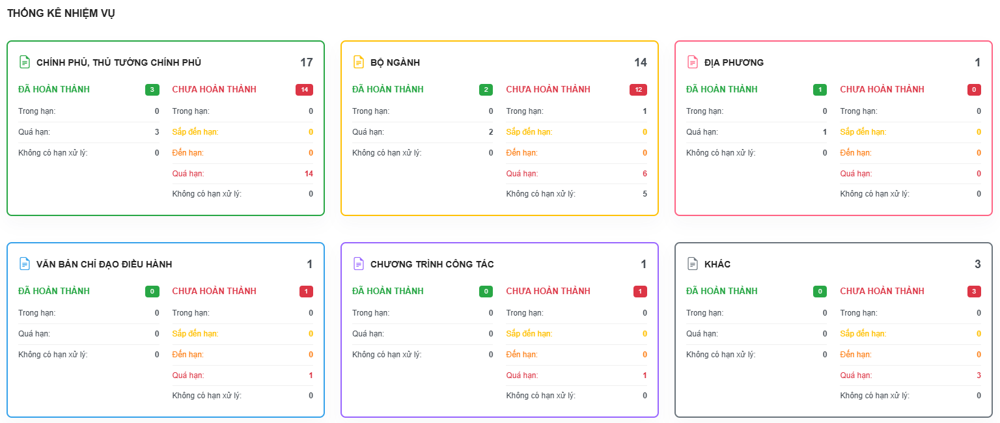 THỐNG KÊ NHIỆM VỤ
CHÍNH PHỦ, THỦ TƯỚNG CHÍNH PHỦ 17
ĐÃ HOÀN THÀNH 3 CHƯA HOÀN THÀNH 14
Trong hạn: 0 Trong hạn: 0
Quá hạn: 3 Sắp đến hạn: 0
Không có hạn xử lý: 0 Đến hạn: 0
Quá hạn: 14
Không có hạn xử lý: 0
BỘ NGÀNH 14
ĐÃ HOÀN THÀNH 2 CHƯA HOÀN THÀNH 12
Trong hạn: 0 Trong hạn: 1
Quá hạn: 2 Sắp đến hạn: 0
Không có hạn xử lý: 0 Đến hạn: 0
Quá hạn: 6
Không có hạn xử lý: 5
ĐỊA PHƯƠNG 1
ĐÃ HOÀN THÀNH 1 CHƯA HOÀN THÀNH 0
Trong hạn: 0 Trong hạn: 0
Quá hạn: 1 Sắp đến hạn: 0
Không có hạn xử lý: 0 Đến hạn: 0
Quá hạn: 0
Không có hạn xử lý: 0
VĂN BẢN CHỈ ĐẠO ĐIỀU HÀNH 1
ĐÃ HOÀN THÀNH 0 CHƯA HOÀN THÀNH 1
Trong hạn: 0 Trong hạn: 0
Quá hạn: 0 Sắp đến hạn: 0
Không có hạn xử lý: 0 Đến hạn: 0
Quá hạn: 1
Không có hạn xử lý: 0
CHƯƠNG TRÌNH CÔNG TÁC 1
ĐÃ HOÀN THÀNH 0 CHƯA HOÀN THÀNH 1
Trong hạn: 0 Trong hạn: 0
Quá hạn: 0 Sắp đến hạn: 0
Không có hạn xử lý: 0 Đến hạn: 0
Quá hạn: 1
Không có hạn xử lý: 0
KHÁC 3
ĐÃ HOÀN THÀNH 0 CHƯA HOÀN THÀNH 3
Trong hạn: 0 Trong hạn: 0
Quá hạn: 0 Sắp đến hạn: 0
Không có hạn xử lý: 0 Đến hạn: 0
Quá hạn: 3
Không có hạn xử lý: 0